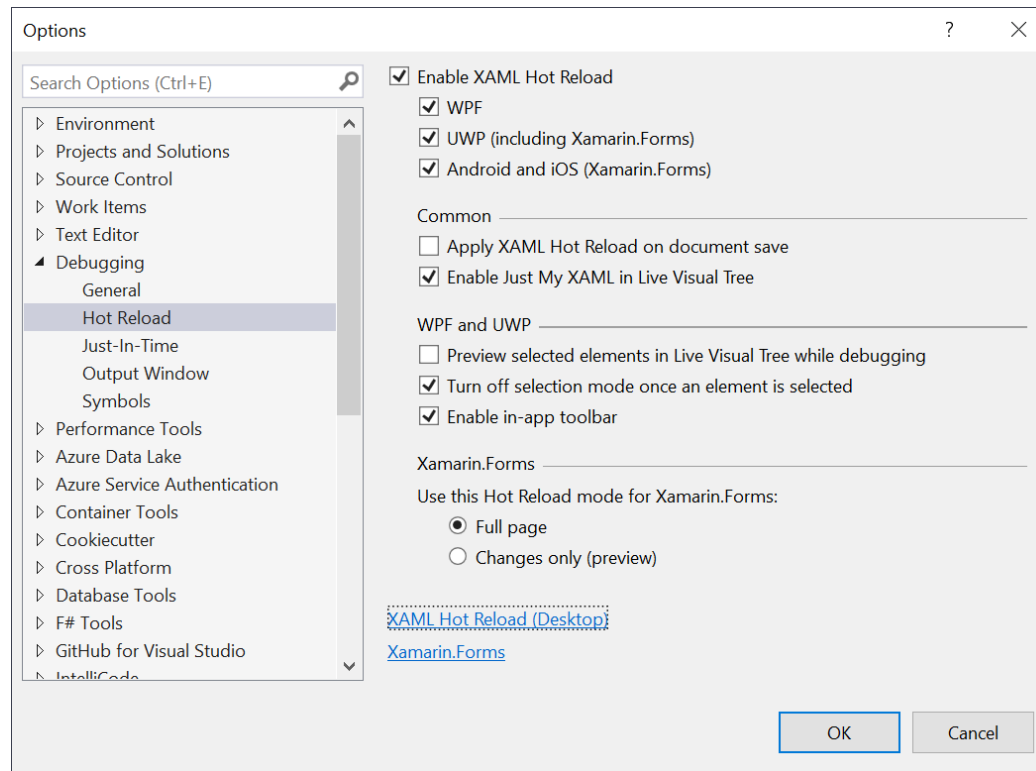 Options
?
Search Options (Ctrl+E)
Environment
Projects and Solutions
Source Control
Work Items
Text Editor
Debugging
General
Hot Reload
Just-In-Time
Output Window
Symbols
Performance Tools
Azure Data Lake
Azure Service Authentication
Container Tools
Cookiecutter
Cross Platform
Database Tools
F# Tools
GitHub for Visual Studio
IntelliCode
Enable XAML Hot Reload
WPF
UWP (including Xamarin.Forms)
Android and iOS (Xamarin.Forms)
Common
Apply XAML Hot Reload on document save
Enable Just My XAML in Live Visual Tree
WPF and UWP
Preview selected elements in Live Visual Tree while debugging
Turn off selection mode once an element is selected
Enable in-app toolbar
Xamarin.Forms
Use this Hot Reload mode for Xamarin.Forms:
Full page
Changes only (preview)
XAML Hot Reload (Desktop)
Xamarin.Forms
OK
Cancel